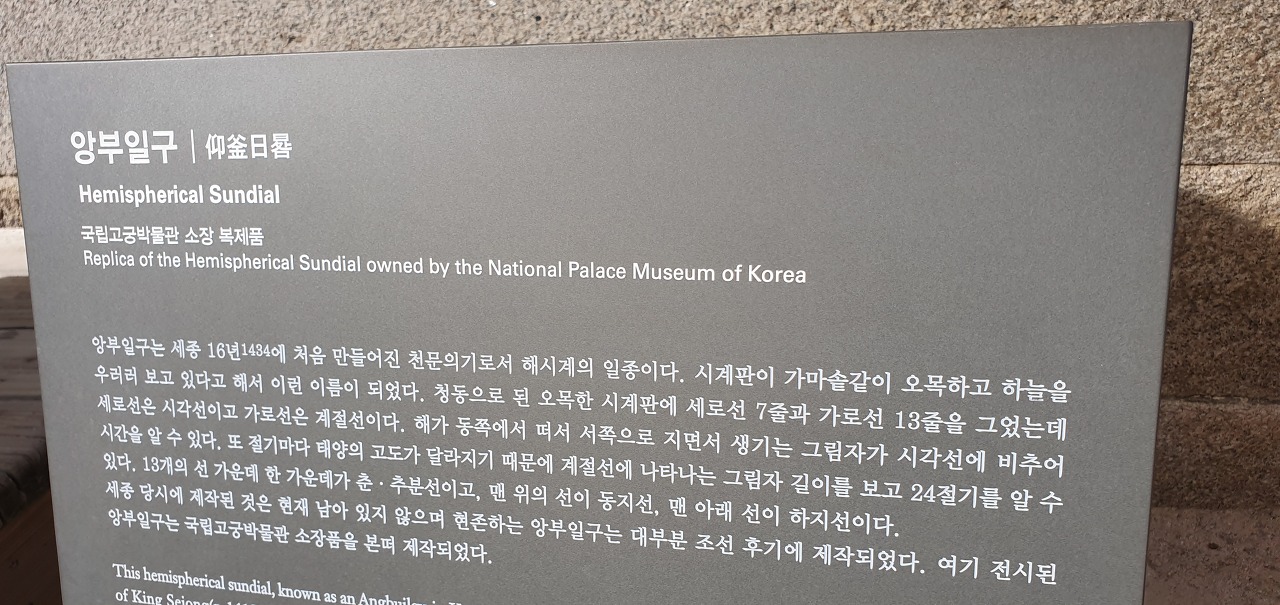 앙부일구 | 仰釜日晷
Hemispherical Sundial
국립고궁박물관 소장 복제품
Replica of the Hemispherical Sundial owned by the National Palace Museum of Korea
앙부일구는 세종 16년1434에 처음 만들어진 천문의기로서 해시계의 일종이다. 시계판이 가마솥같이 오목하고 하늘을
우러러 보고 있다고 해서 이런 이름이 되었다. 청동으로 된 오목한 시계판에 세로선 7줄과 가로선 13줄을 그었는데
세로선은 시각선이고 가로선은 계절선이다. 해가 동쪽에서 떠서 서쪽으로 지면서 생기는 그림자가 시각선에 비추어
시간을 알 수 있다. 또 절기마다 태양의 고도가 달라지기 때문에 계절선에 나타나는 그림자 길이를 보고 24절기를 알 수
있다. 13개의 선 가운데 한 가운데가 춘·추분선이고, 맨 위의 선이 동지선, 맨 아래 선이 하지선이다.
세종 당시에 제작된 것은 현재 남아 있지 않으며 현존하는 앙부일구는 대부분 조선 후기에 제작되었다. 여기 전시된
앙부일구는 국립고궁박물관 소장품을 본떠 제작되었다.
This hemispherical sundial, known as an
of King Sejong